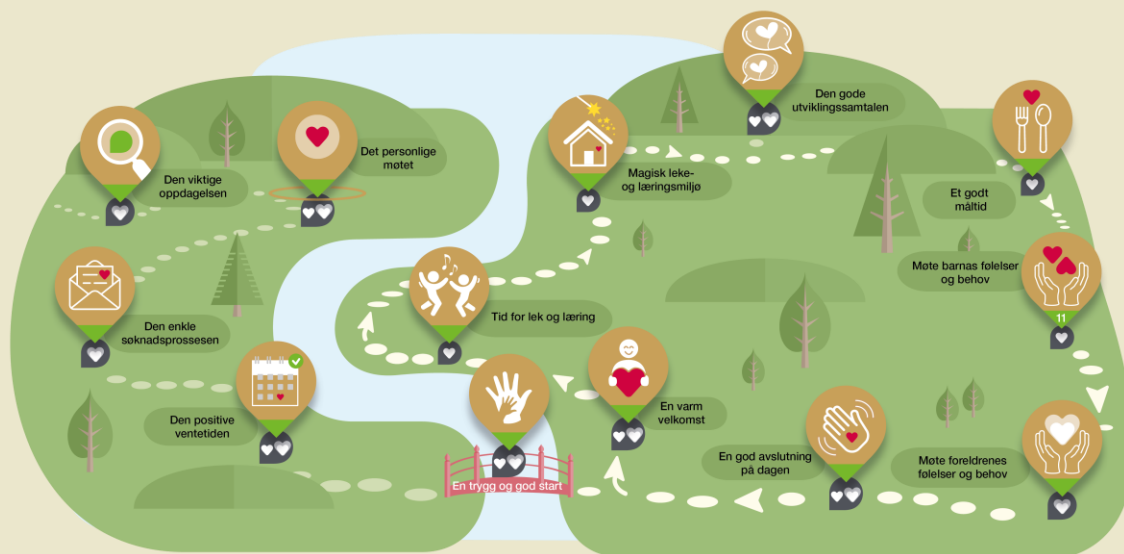 Den viktige
oppdagelsen
Det personlige
møtet
Den enkle
søknadsprossesen
Den positive
ventetiden
En trygg og god start
En varm
velkomst
Tid for lek og læring
Magisk leke-
og læringsmiljø
Den gode
utviklingssamtalen
Et godt
måltid
Møte barnas følelser
og behov
11
Møte foreldrenes
følelser og behov
En god avslutning
på dagen